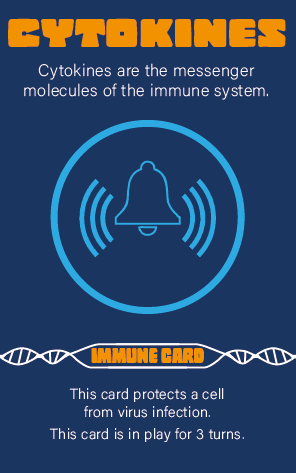 CYTOKINES
Cytokines are the messenger
molecules of the immune system.
IMMUNE CARD
This card protects a cell
from virus infection.
This card is in play for 3 turns.